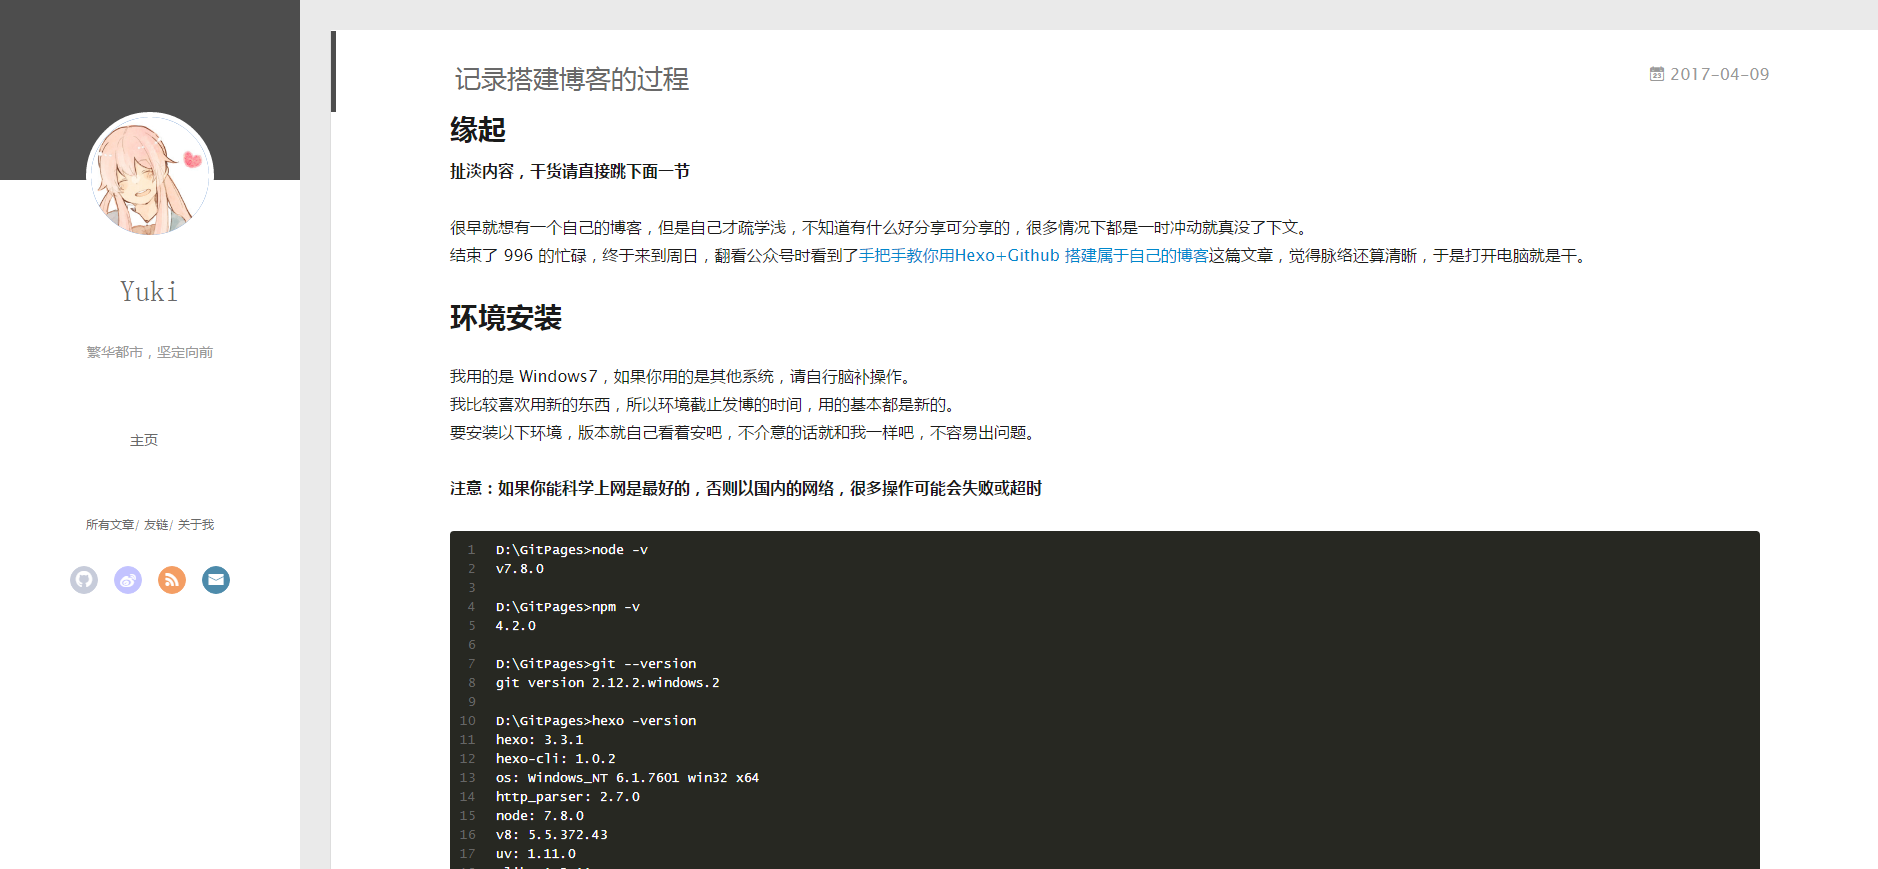 Yuki
繁华都市，坚定向前
主页
所有文章/ 友链/ 关于我
记录搭建博客的过程
2017-04-09
缘起
扯淡内容，干货请直接跳下面一节
很早就想有一个自己的博客，但是自己才疏学浅，不知道有什么好分享可分享的，很多情况下都是一时冲动就真没了下文。
结束了 996 的忙碌，终于来到周日，翻看公众号时看到了手把手教你用Hexo+Github 搭建属于自己的博客这篇文章，觉得脉络还算清晰，于是打开电脑就是干。
环境安装
我用的是 Windows7，如果你用的是其他系统，请自行脑补操作。
我比较喜欢用新的东西，所以环境截止发博的时间，用的基本都是新的。
要安装以下环境，版本就自己看着安吧，不介意的话就和我一样吧，不容易出问题。
注意：如果你能科学上网是最好的，否则以国内的网络，很多操作可能会失败或超时
1 D:\GitPages>node -v
2 v7.8.0
3
4 D:\GitPages>npm -v
5 4.2.0
6
7 D:\GitPages>git --version
8 git version 2.12.2.windows.2
9
10 D:\GitPages>hexo -version
11 hexo: 3.3.1
12 hexo-cli: 1.0.2
13 os: Windows_NT 6.1.7601 win32 x64
14 http_parser: 2.7.0
15 node: 7.8.0
16 v8: 5.5.372.43
17 uv: 1.11.0